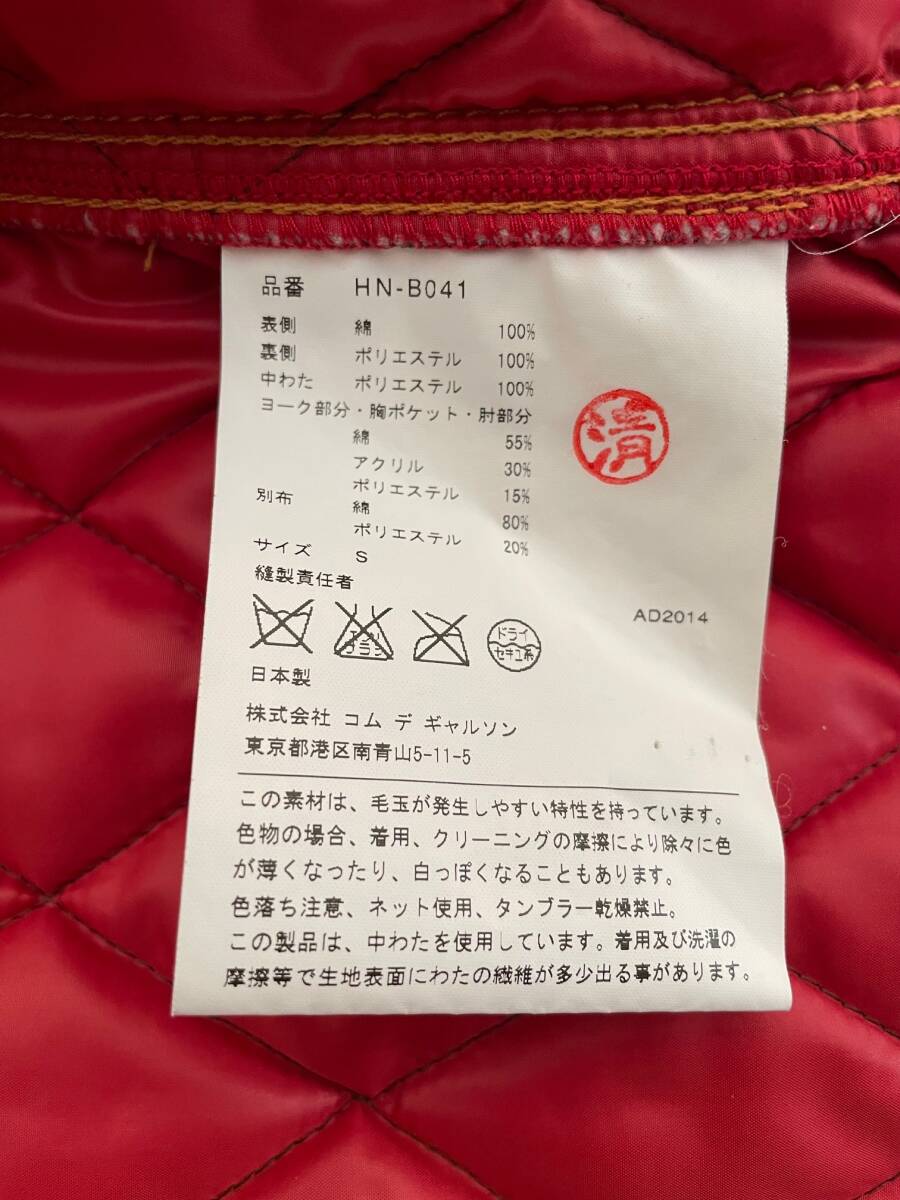 品番 HN-B041
表側 綿 100%
裏側 ポリエステル 100%
中わた ポリエステル 100%
ヨーク部分・胸ポケット・肘部分
綿 55%
アクリル 30%
ポリエステル 15%
別布 綿 80%
ポリエステル 20%
サイズ S
縫製責任者
清
エンソ サラシ
ドライ
セキユ系
AD2014
日本製
株式会社 コム デ ギャルソン
東京都港区南青山5-11-5
この素材は、毛玉が発生しやすい特性を持っています。
色物の場合、着用、クリーニングの摩擦により除々に色
が薄くなったり、白っぽくなることもあります。
色落ち注意、ネット使用、タンブラー乾燥禁止。
この製品は、中わたを使用しています。着用及び洗濯の
摩擦等で生地表面にわたの繊維が多少出る事があります。